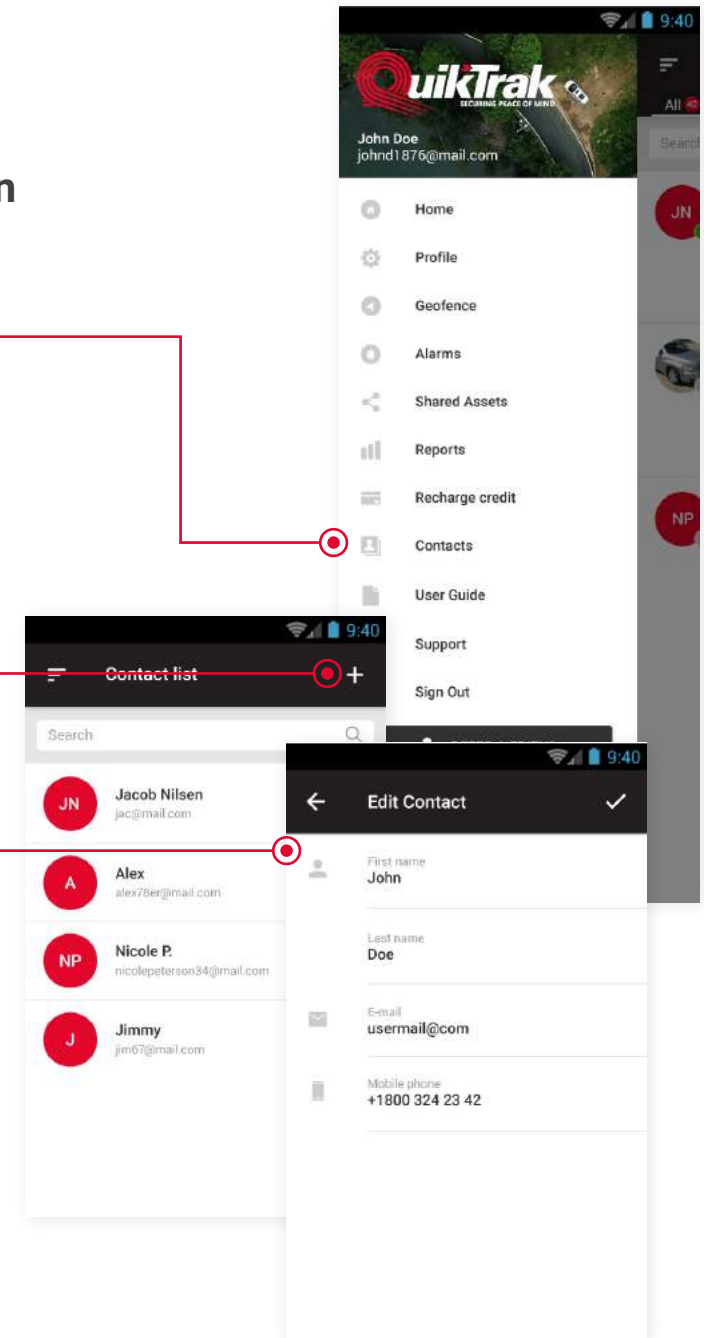 9:40
QuikTrak
SECURING PEACE OF MIND
All
John Doe
johnd1876@mail.com
Search
n
Home
JN
Profile
Geofence
Alarms
Shared Assets
Reports
Recharge credit
NP
Contacts
User Guide
Support
Sign Out
9:40
Contact list
Search
JN
Jacob Nilsen
jac@mail.com
A
Alex
alex78er@mail.com
NP
Nicole P.
nicolepeterson34@mail.com
J
Jimmy
jim67@mail.com
9:40
Edit Contact
First name
John
Last name
Doe
E-mail
usermail@com
Mobile phone
+1800 324 23 42